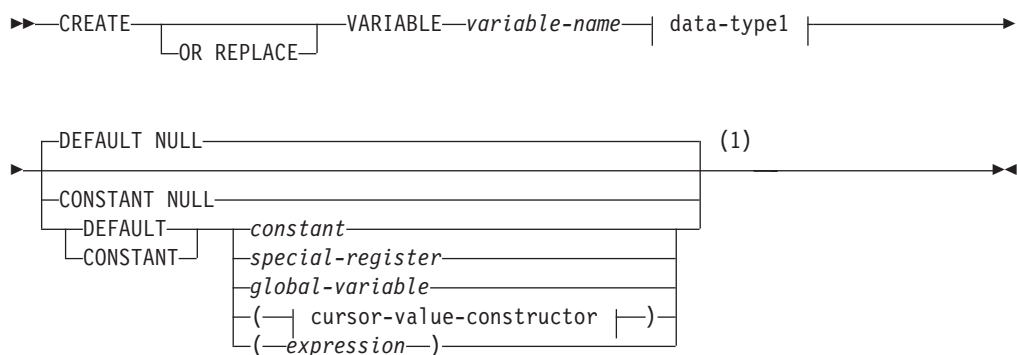 CREATE VARIABLE variable-name data-type1
OR REPLACE
DEFAULT NULL (1)
CONSTANT NULL
DEFAULT constant
CONSTANT special-register
global-variable
( cursor-value-constructor )
( expression )